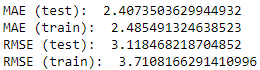 MAE (test):  2.4073503629944932
MAE (train):  2.485491324638523
RMSE (test):  3.118468218704852
RMSE (train):  3.7108166291410996